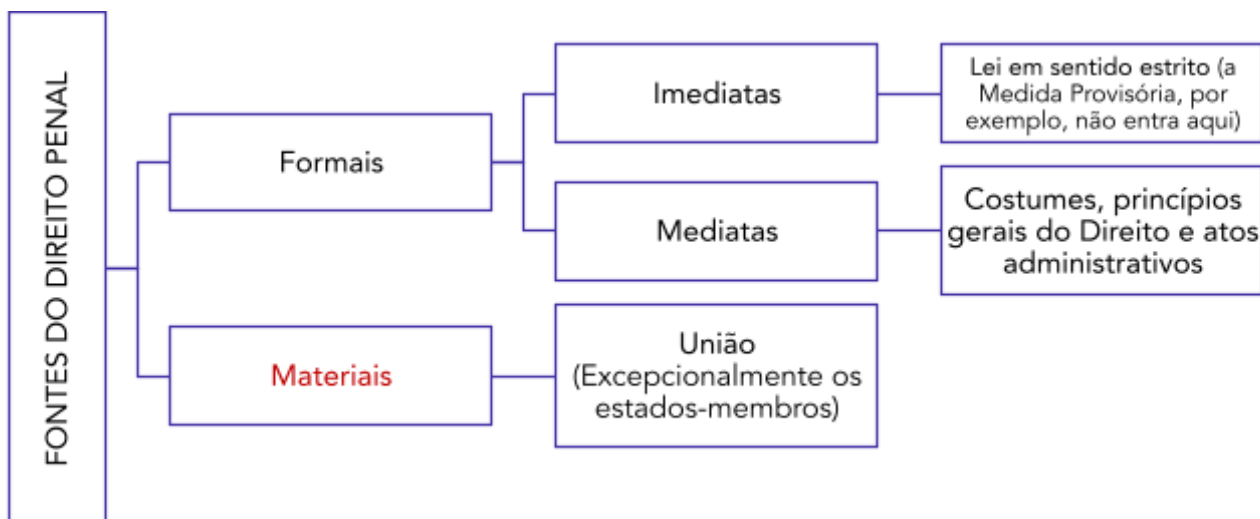 FONTES DO DIREITO PENAL
Formais
Imediatas
Lei em sentido estrito (a
Medida Provisória, por
exemplo, não entra aqui)
Mediatas
Costumes, princípios
gerais do Direito e atos
administrativos
Materiais
União
(Excepcionalmente os
estados-membros)